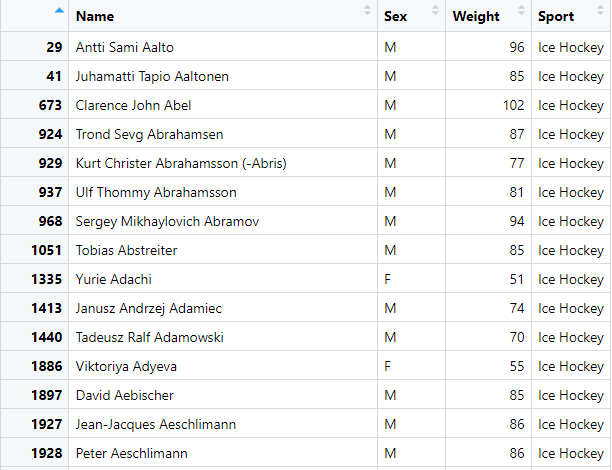 Name Sex Weight Sport
29 Antti Sami Aalto M 96 Ice Hockey
41 Juhamatti Tapio Aaltonen M 85 Ice Hockey
673 Clarence John Abel M 102 Ice Hockey
924 Trond Sevg Abrahamsen M 87 Ice Hockey
929 Kurt Christer Abrahamsson (-Abris) M 77 Ice Hockey
937 Ulf Thommy Abrahamsson M 81 Ice Hockey
968 Sergey Mikhaylovich Abramov M 94 Ice Hockey
1051 Tobias Abstreiter M 85 Ice Hockey
1335 Yurie Adachi F 51 Ice Hockey
1413 Janusz Andrzej Adamiec M 74 Ice Hockey
1440 Tadeusz Ralf Adamowski M 70 Ice Hockey
1886 Viktoriya Adyeva F 55 Ice Hockey
1897 David Aebischer M 85 Ice Hockey
1927 Jean-Jacques Aeschlimann M 86 Ice Hockey
1928 Peter Aeschlimann M 86 Ice Hockey